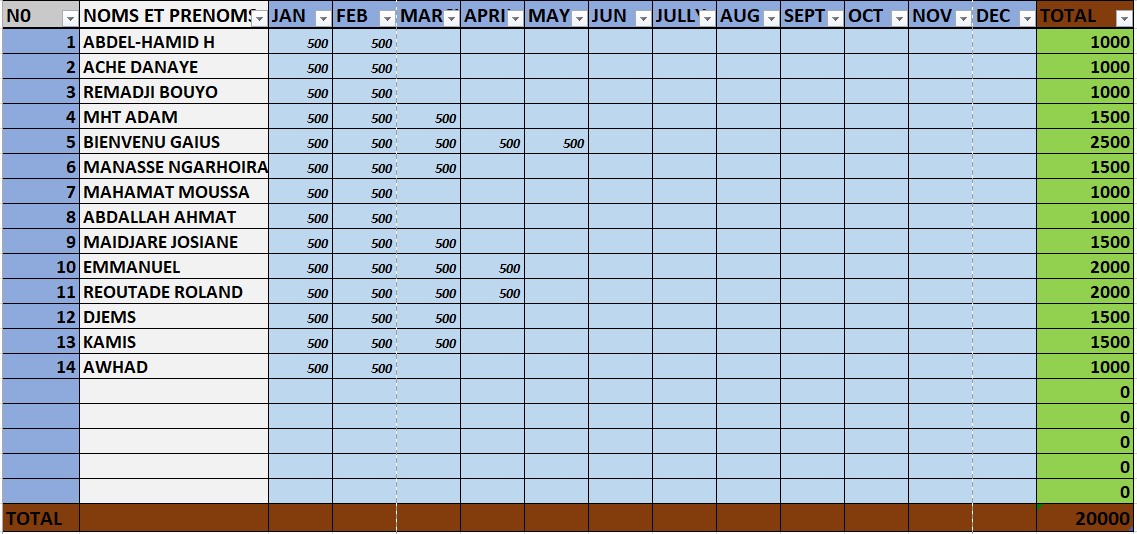 N0 NOMS ET PRENOMS JAN FEB MARS APRIL MAY JUN JULLY AUG SEPT OCT NOV DEC TOTAL
1 ABDEL-HAMID H 500 500 1000
2 ACHE DANAYE 500 500 1000
3 REMADJI BOUYO 500 500 1000
4 MHT ADAM 500 500 500 1500
5 BIENVENU GAIUS 500 500 500 500 500 2500
6 MANASSE NGARHOIRA 500 500 500 1500
7 MAHAMAT MOUSSA 500 500 1000
8 ABDALLAH AHMAT 500 500 1000
9 MAIDJARE JOSIANE 500 500 500 1500
10 EMMANUEL 500 500 500 500 2000
11 REOUTADE ROLAND 500 500 500 500 2000
12 DJEMS 500 500 500 1500
13 KAMIS 500 500 500 1500
14 AWHAD 500 500 1000
0
0
0
0
0
TOTAL 20000